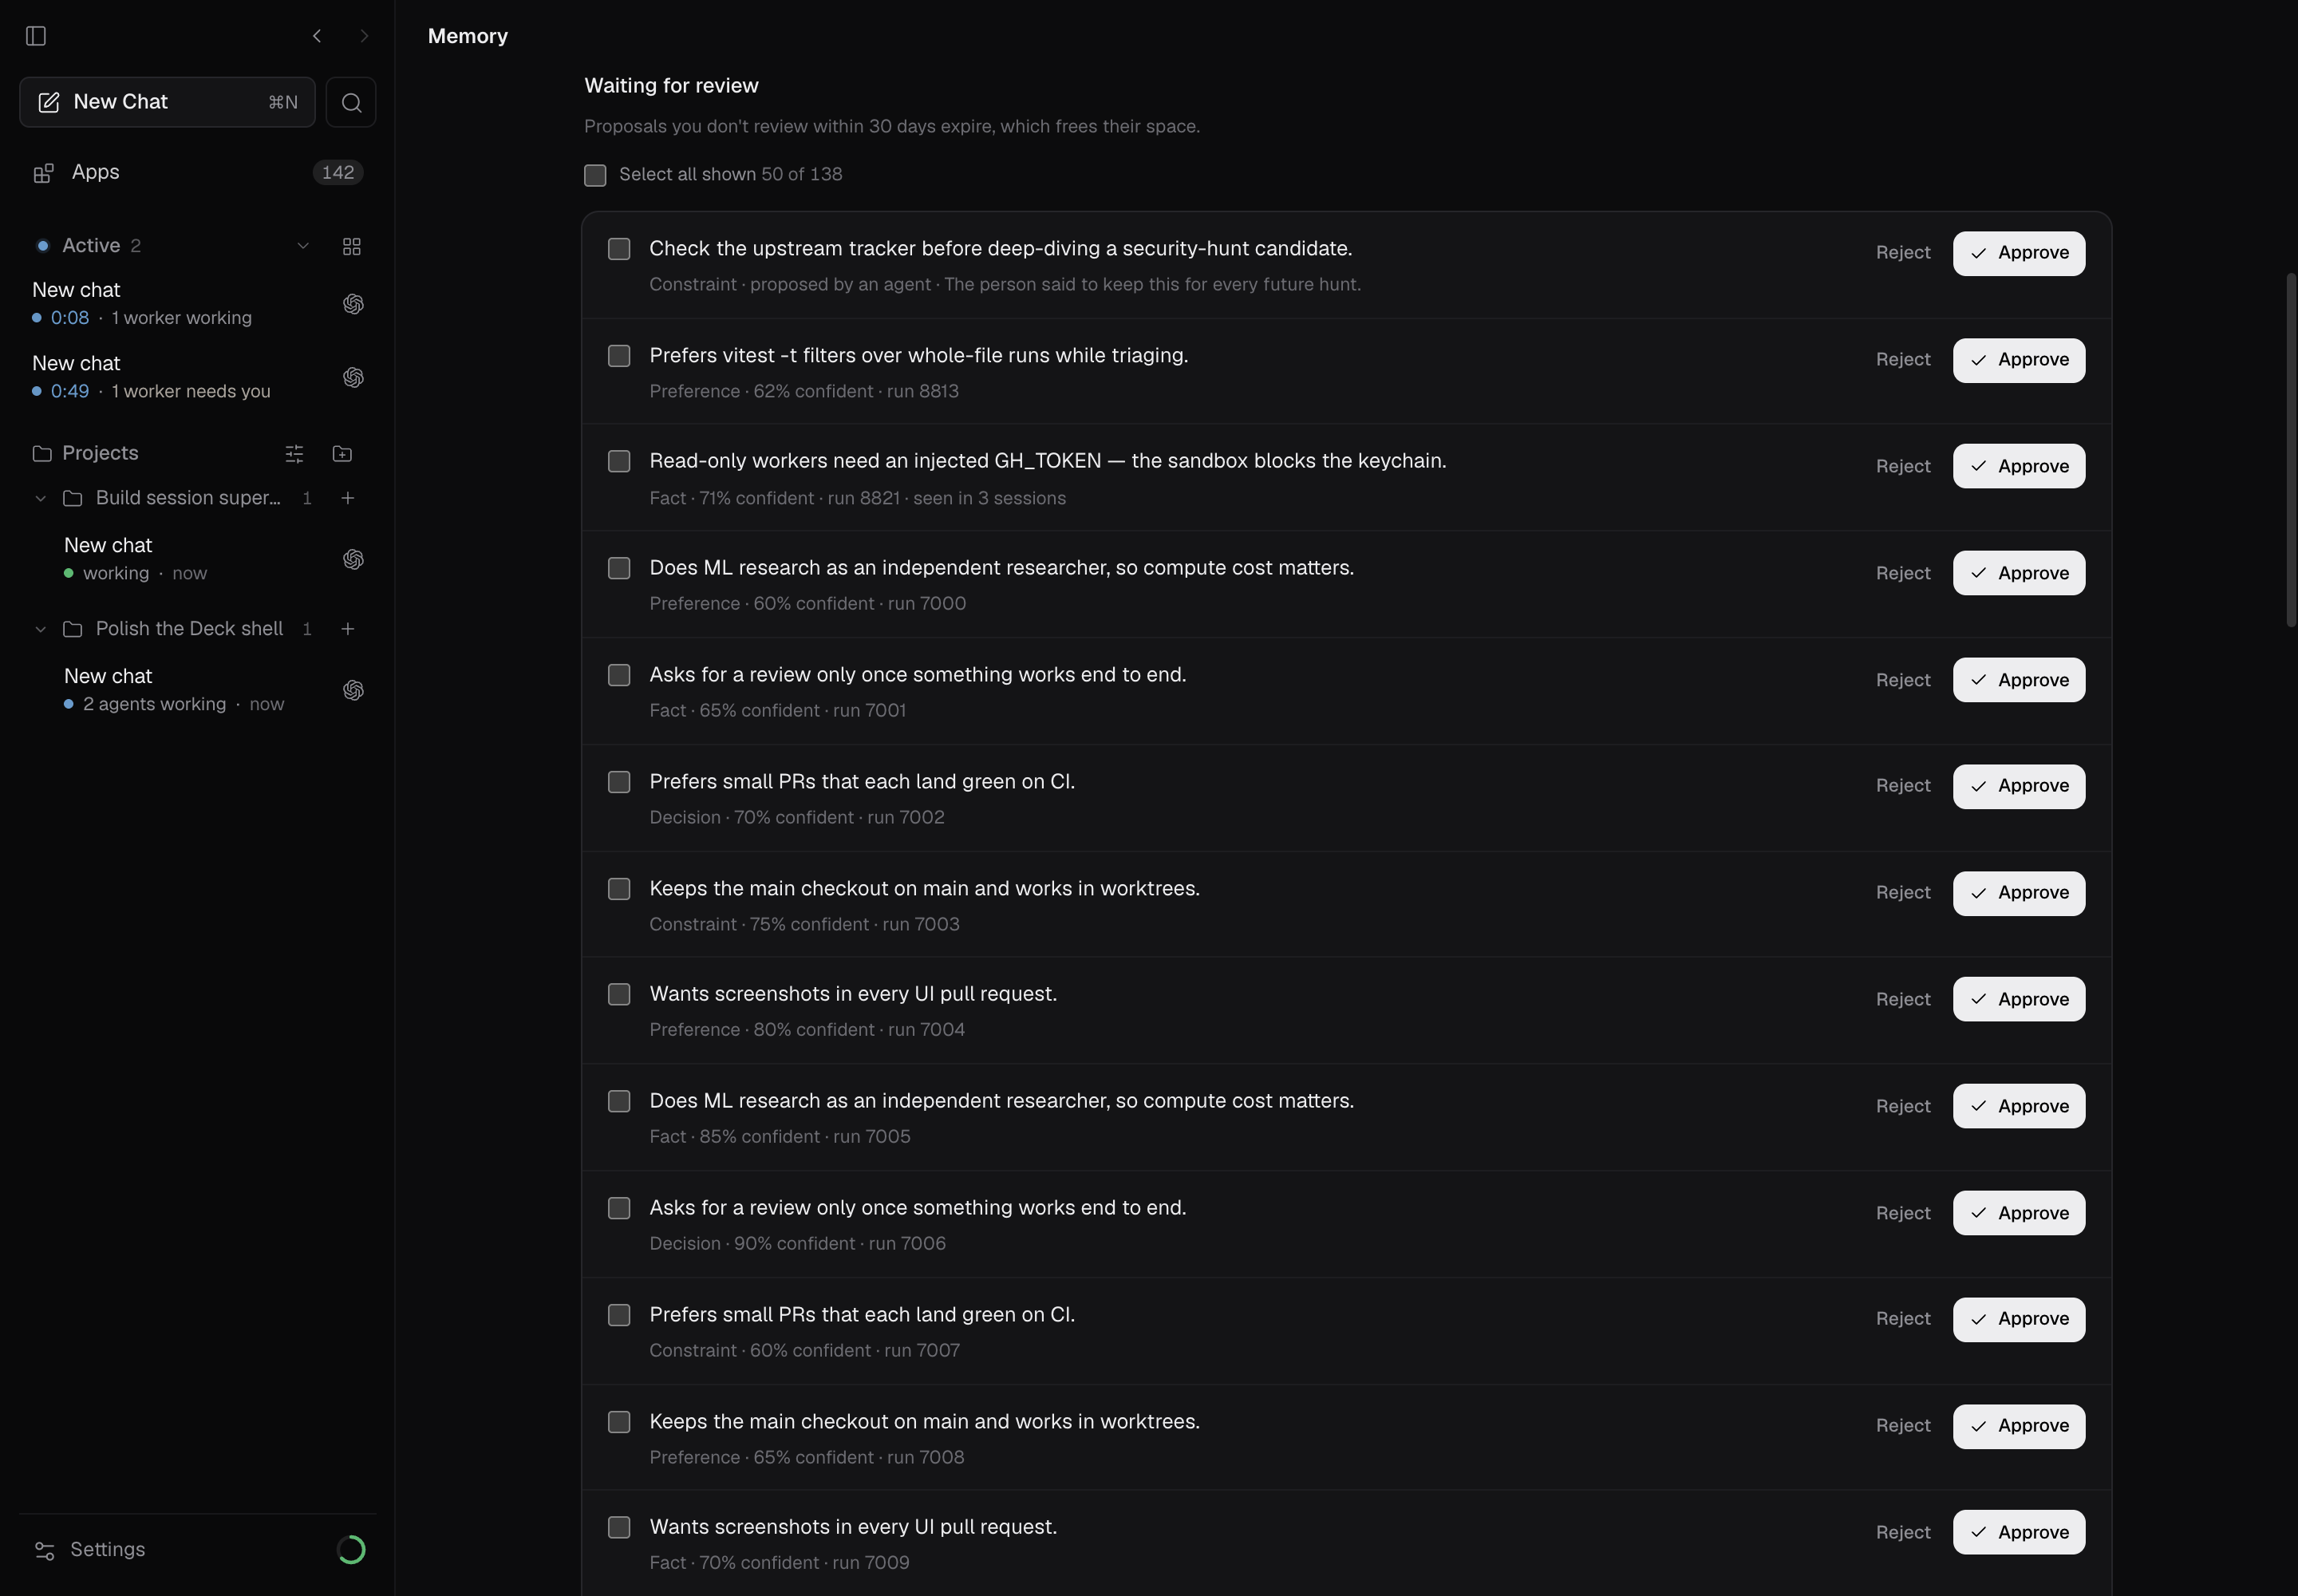 Memory
New Chat ⌘N
Apps 142
Active 2
New chat
0:08 · 1 worker working
New chat
0:49 · 1 worker needs you
Projects
Build session super... 1
New chat
working · now
Polish the Deck shell 1
New chat
2 agents working · now
Settings
Waiting for review
Proposals you don't review within 30 days expire, which frees their space.
Select all shown 50 of 138
Check the upstream tracker before deep-diving a security-hunt candidate.
Constraint · proposed by an agent · The person said to keep this for every future hunt.
Reject Approve
Prefers vitest -t filters over whole-file runs while triaging.
Preference · 62% confident · run 8813
Reject Approve
Read-only workers need an injected GH_TOKEN — the sandbox blocks the keychain.
Fact · 71% confident · run 8821 · seen in 3 sessions
Reject Approve
Does ML research as an independent researcher, so compute cost matters.
Preference · 60% confident · run 7000
Reject Approve
Asks for a review only once something works end to end.
Fact · 65% confident · run 7001
Reject Approve
Prefers small PRs that each land green on CI.
Decision · 70% confident · run 7002
Reject Approve
Keeps the main checkout on main and works in worktrees.
Constraint · 75% confident · run 7003
Reject Approve
Wants screenshots in every UI pull request.
Preference · 80% confident · run 7004
Reject Approve
Does ML research as an independent researcher, so compute cost matters.
Fact · 85% confident · run 7005
Reject Approve
Asks for a review only once something works end to end.
Decision · 90% confident · run 7006
Reject Approve
Prefers small PRs that each land green on CI.
Constraint · 60% confident · run 7007
Reject Approve
Keeps the main checkout on main and works in worktrees.
Preference · 65% confident · run 7008
Reject Approve
Wants screenshots in every UI pull request.
Fact · 70% confident · run 7009
Reject Approve